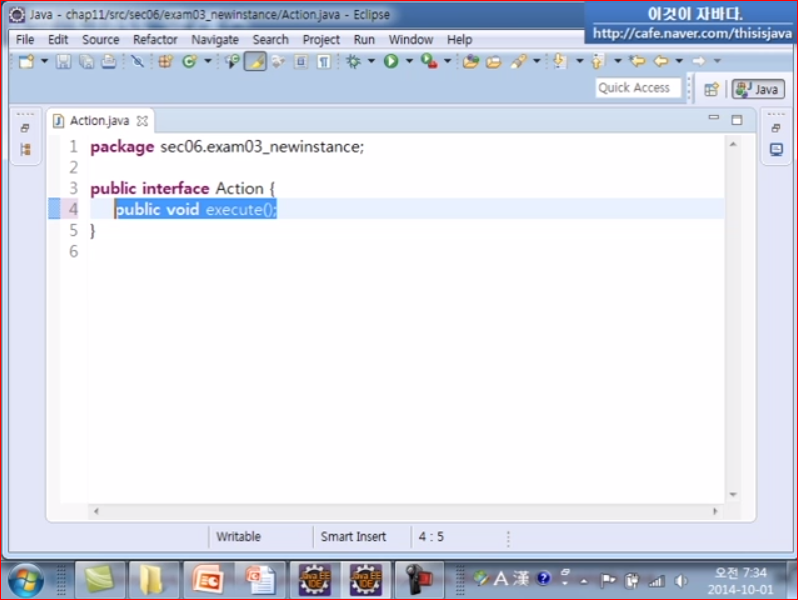 Java - chap11/src/sec06/exam03_newinstance/Action.java - Eclipse
이것이 자바다.
http://cafe.naver.com/thisisjava
File Edit Source Refactor Navigate Search Project Run Window Help
Quick Access
Java
Action.java
1 package sec06.exam03_newinstance;
2
3 public interface Action {
4 public void execute();
5 }
6
Writable Smart Insert 4 : 5
A 漢
오전 7:34
2014-10-01